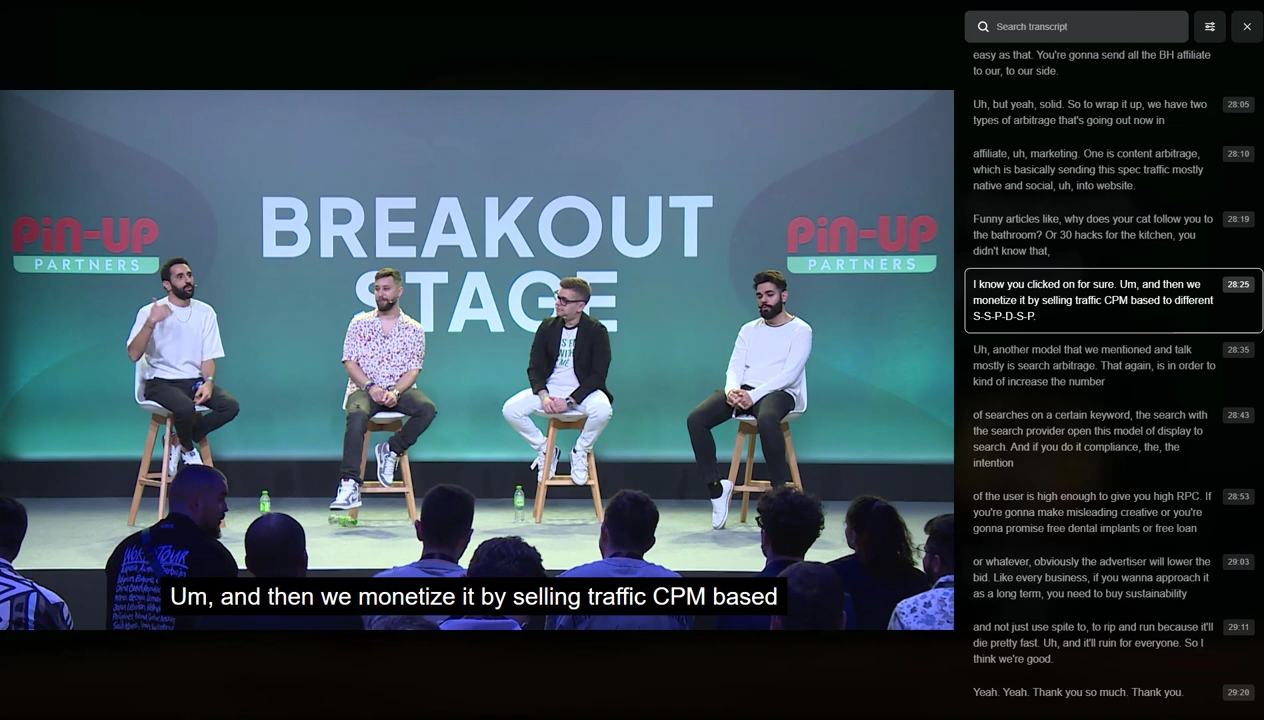 Search transcript
easy as that. You're gonna send all the BH affiliate
to our, to our side.
Uh, but yeah, solid. So to wrap it up, we have two
types of arbitrage that's going out now in
28:05
affiliate, uh, marketing. One is content arbitrage,
which is basically sending this spec traffic mostly
native and social, uh, into website.
28:10
Funny articles like, why does your cat follow you to
the bathroom? Or 30 hacks for the kitchen, you
didn't know that,
28:19
I know you clicked on for sure. Um, and then we
monetize it by selling traffic CPM based to different
S-S-P-D-S-P.
28:25
Uh, another model that we mentioned and talk
mostly is search arbitrage. That again, is in order to
kind of increase the number
28:35
of searches on a certain keyword, the search with
the search provider open this model of display to
search. And if you do it compliance, the, the
intention
28:43
of the user is high enough to give you high RPC. If
you're gonna make misleading creative or you're
gonna promise free dental implants or free loan
28:53
or whatever, obviously the advertiser will lower the
bid. Like every business, if you wanna approach it
as a long term, you need to buy sustainability
29:03
and not just use spite to, to rip and run because it'll
die pretty fast. Uh, and it'll ruin for everyone. So I
think we're good.
29:11
Yeah. Yeah. Thank you so much. Thank you.
29:20
BREAKOUT
STAGE
PiN-UP
PARTNERS
PiN-UP
PARTNERS
Um, and then we monetize it by selling traffic CPM based